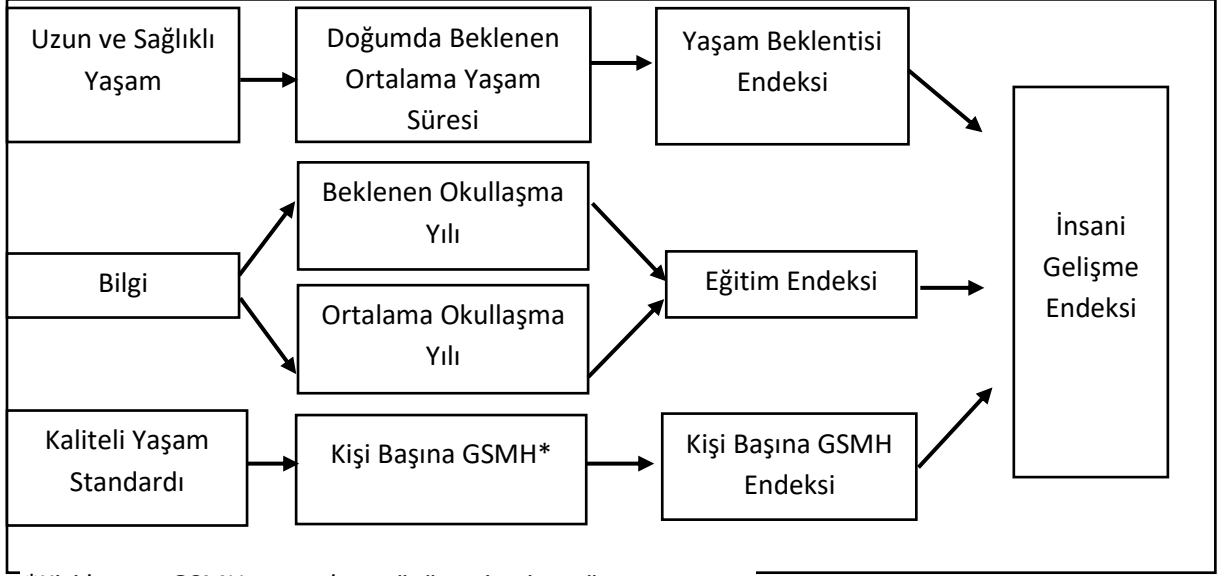 Uzun ve Sağlıklı
Yaşam
Doğumda Beklenen
Ortalama Yaşam
Süresi
Yaşam Beklentisi
Endeksi
Bilgi
Beklenen Okullaşma
Yılı
Ortalama Okullaşma
Yılı
Eğitim Endeksi
Kaliteli Yaşam
Standardı
Kişi Başına GSMH*
Kişi Başına GSMH
Endeksi
İnsani
Gelişme
Endeksi